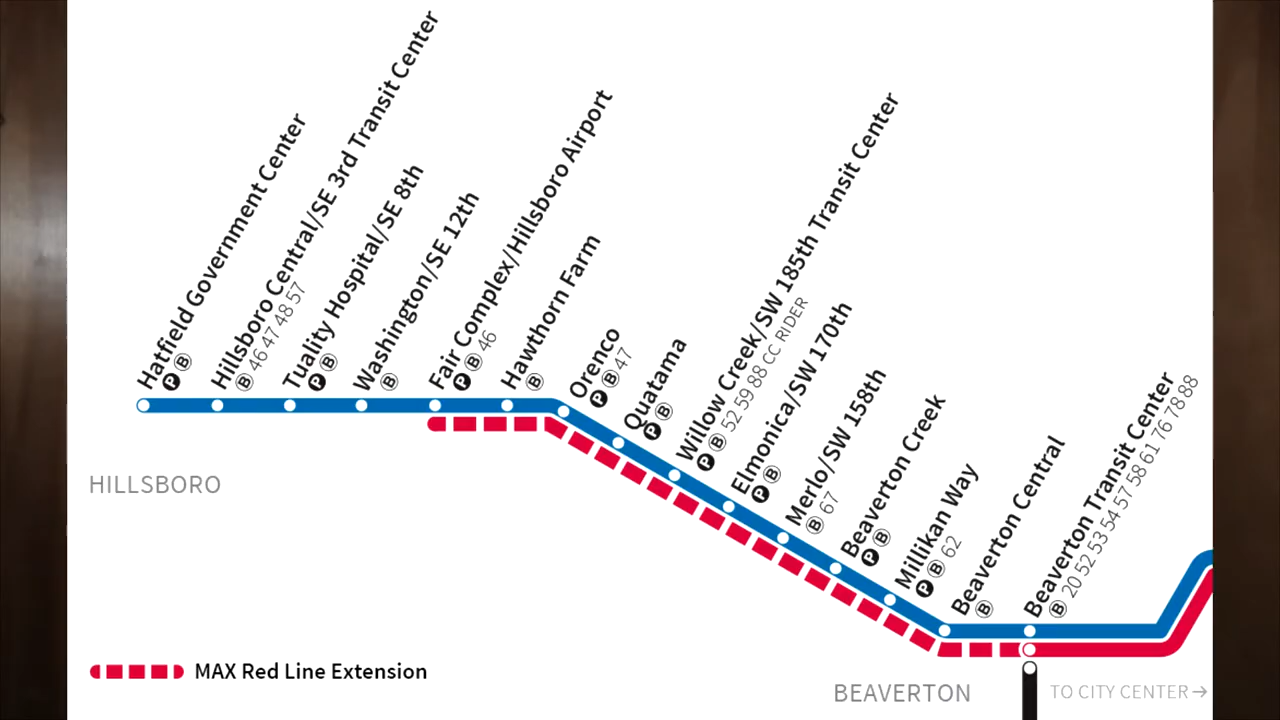 Hatfield Government Center
P B
Hillsboro Central/SE 3rd Transit Center
B 46 47 48 57
Tuality Hospital/SE 8th
P B
Washington/SE 12th
B
Fair Complex/Hillsboro Airport
P B 46
Hawthorn Farm
B
Orenco
P B 47
Quatama
P B
Willow Creek/SW 185th Transit Center
P B 52 59 88 CC RIDER
Elmonica/SW 170th
P B
Merlo/SW 158th
B 67
Beaverton Creek
P B
Millikan Way
P B 62
Beaverton Central
B
Beaverton Transit Center
B 20 52 53 54 57 58 61 76 78 88
HILLSBORO
MAX Red Line Extension
BEAVERTON
TO CITY CENTER→